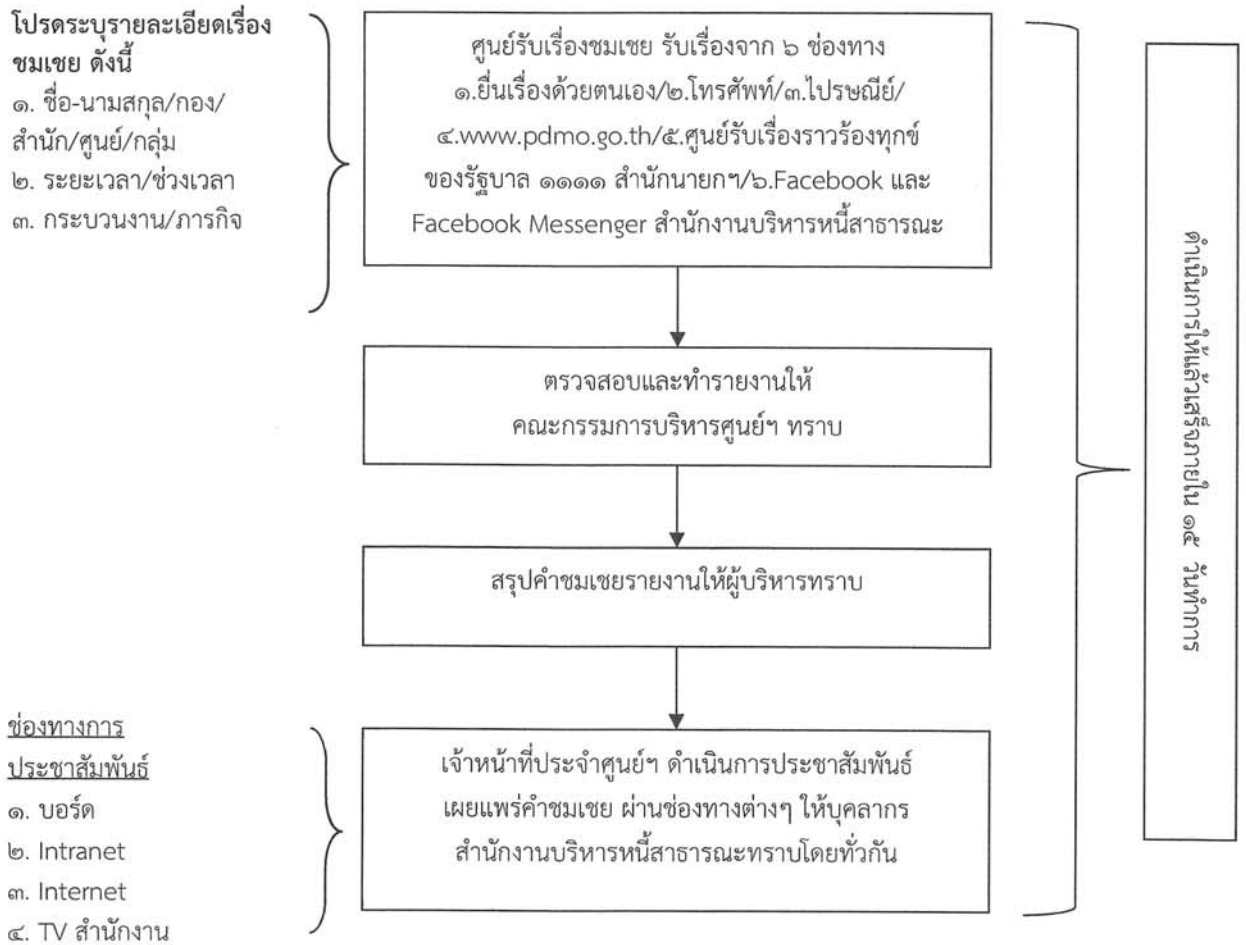 โปรดระบุรายละเอียดเรื่อง
ชมเชย ดังนี้
๑. ชื่อ-นามสกุล/กอง/
สำนัก/ศูนย์/กลุ่ม
๒. ระยะเวลา/ช่วงเวลา
๓. กระบวนงาน/ภารกิจ
ศูนย์รับเรื่องชมเชย รับเรื่องจาก ๖ ช่องทาง
๑.ยื่นเรื่องด้วยตนเอง/๒.โทรศัพท์/๓.ไปรษณีย์/
๔.www.pdmo.go.th/๕.ศูนย์รับเรื่องราวร้องทุกข์
ของรัฐบาล ๑๑๑๑ สำนักนายกฯ/๖.Facebook และ
Facebook Messenger สำนักงานบริหารหนี้สาธารณะ
ตรวจสอบและทำรายงานให้
คณะกรรมการบริหารศูนย์ฯ ทราบ
สรุปคำชมเชยรายงานให้ผู้บริหารทราบ
ช่องทางการ
ประชาสัมพันธ์
๑. บอร์ด
๒. Intranet
๓. Internet
๔. TV สำนักงาน
เจ้าหน้าที่ประจำศูนย์ฯ ดำเนินการประชาสัมพันธ์
เผยแพร่คำชมเชย ผ่านช่องทางต่างๆ ให้บุคลากร
สำนักงานบริหารหนี้สาธารณะทราบโดยทั่วกัน
ดำเนินการให้แล้วเสร็จภายใน ๑๕ วันทำการ